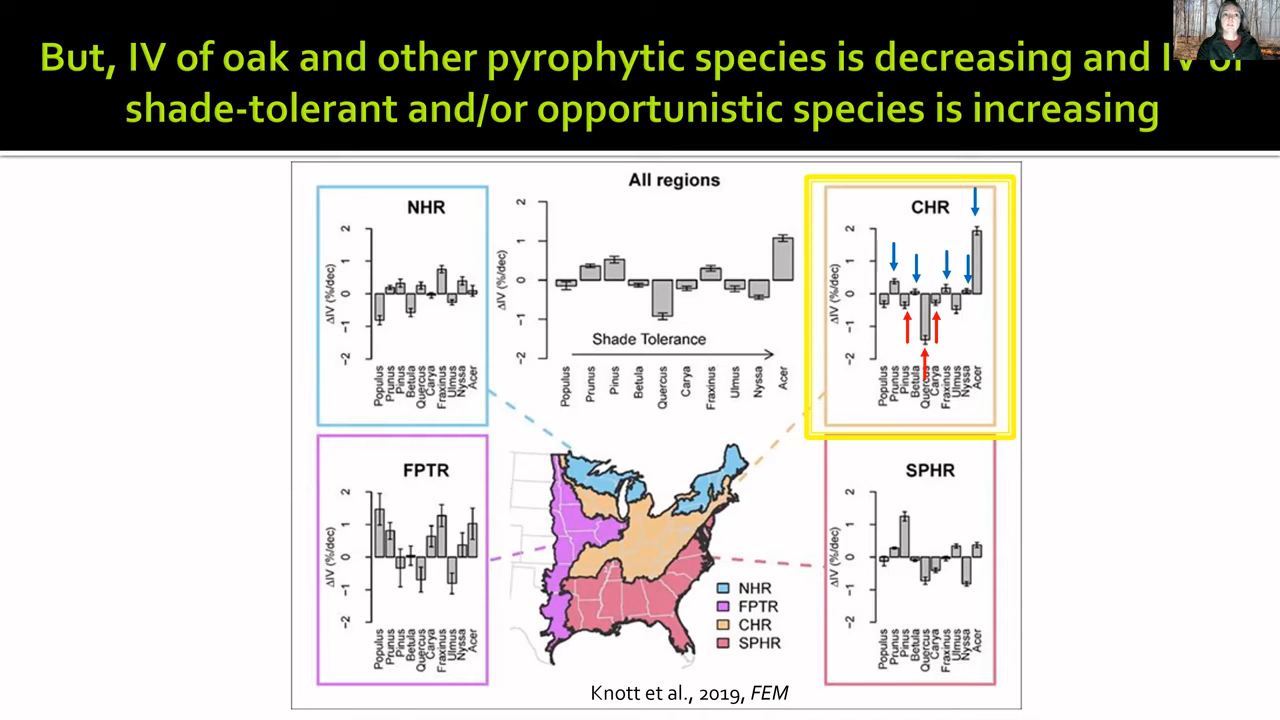 But, IV of oak and other pyrophytic species is decreasing and IV of
shade-tolerant and/or opportunistic species is increasing
NHR
ΔIV (%/dec)
2
1
0
−1
−2
Populus
Prunus
Pinus
Betula
Quercus
Carya
Fraxinus
Ulmus
Nyssa
Acer
All regions
ΔIV (%/dec)
2
1
0
−1
−2
Shade Tolerance
Populus
Prunus
Pinus
Betula
Quercus
Carya
Fraxinus
Ulmus
Nyssa
Acer
CHR
ΔIV (%/dec)
2
1
0
−1
−2
Populus
Prunus
Pinus
Betula
Quercus
Carya
Fraxinus
Ulmus
Nyssa
Acer
FPTR
ΔIV (%/dec)
2
1
0
−1
−2
Populus
Prunus
Pinus
Betula
Quercus
Carya
Fraxinus
Ulmus
Nyssa
Acer
NHR
FPTR
CHR
SPHR
SPHR
ΔIV (%/dec)
2
1
0
−1
−2
Populus
Prunus
Pinus
Betula
Quercus
Carya
Fraxinus
Ulmus
Nyssa
Acer
Knott et al., 2019, FEM